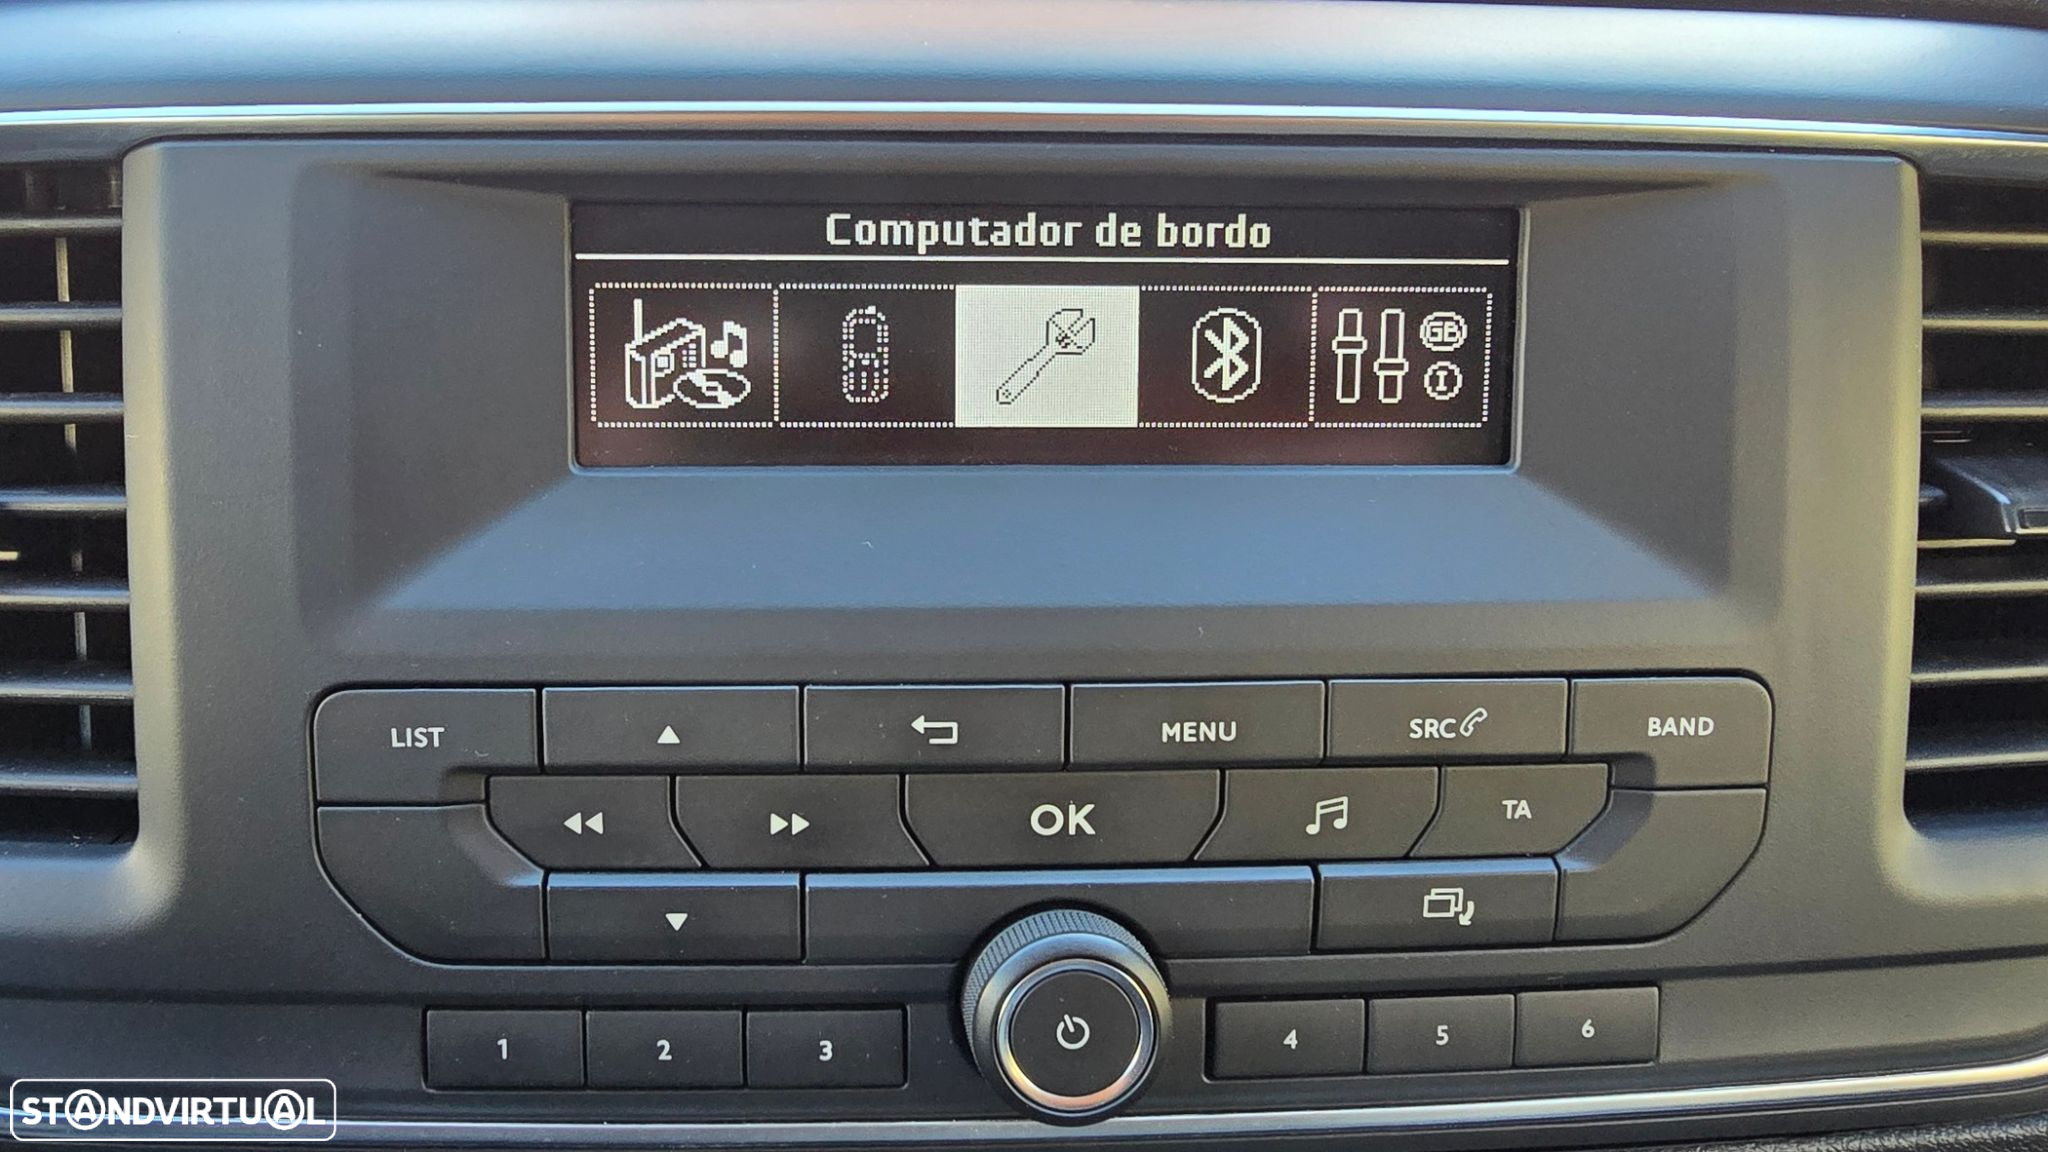 Computador de bordo
GB
I
LIST
MENU
SRC
BAND
OK
TA
1 2 3 4 5 6
STANDVIRTUAL